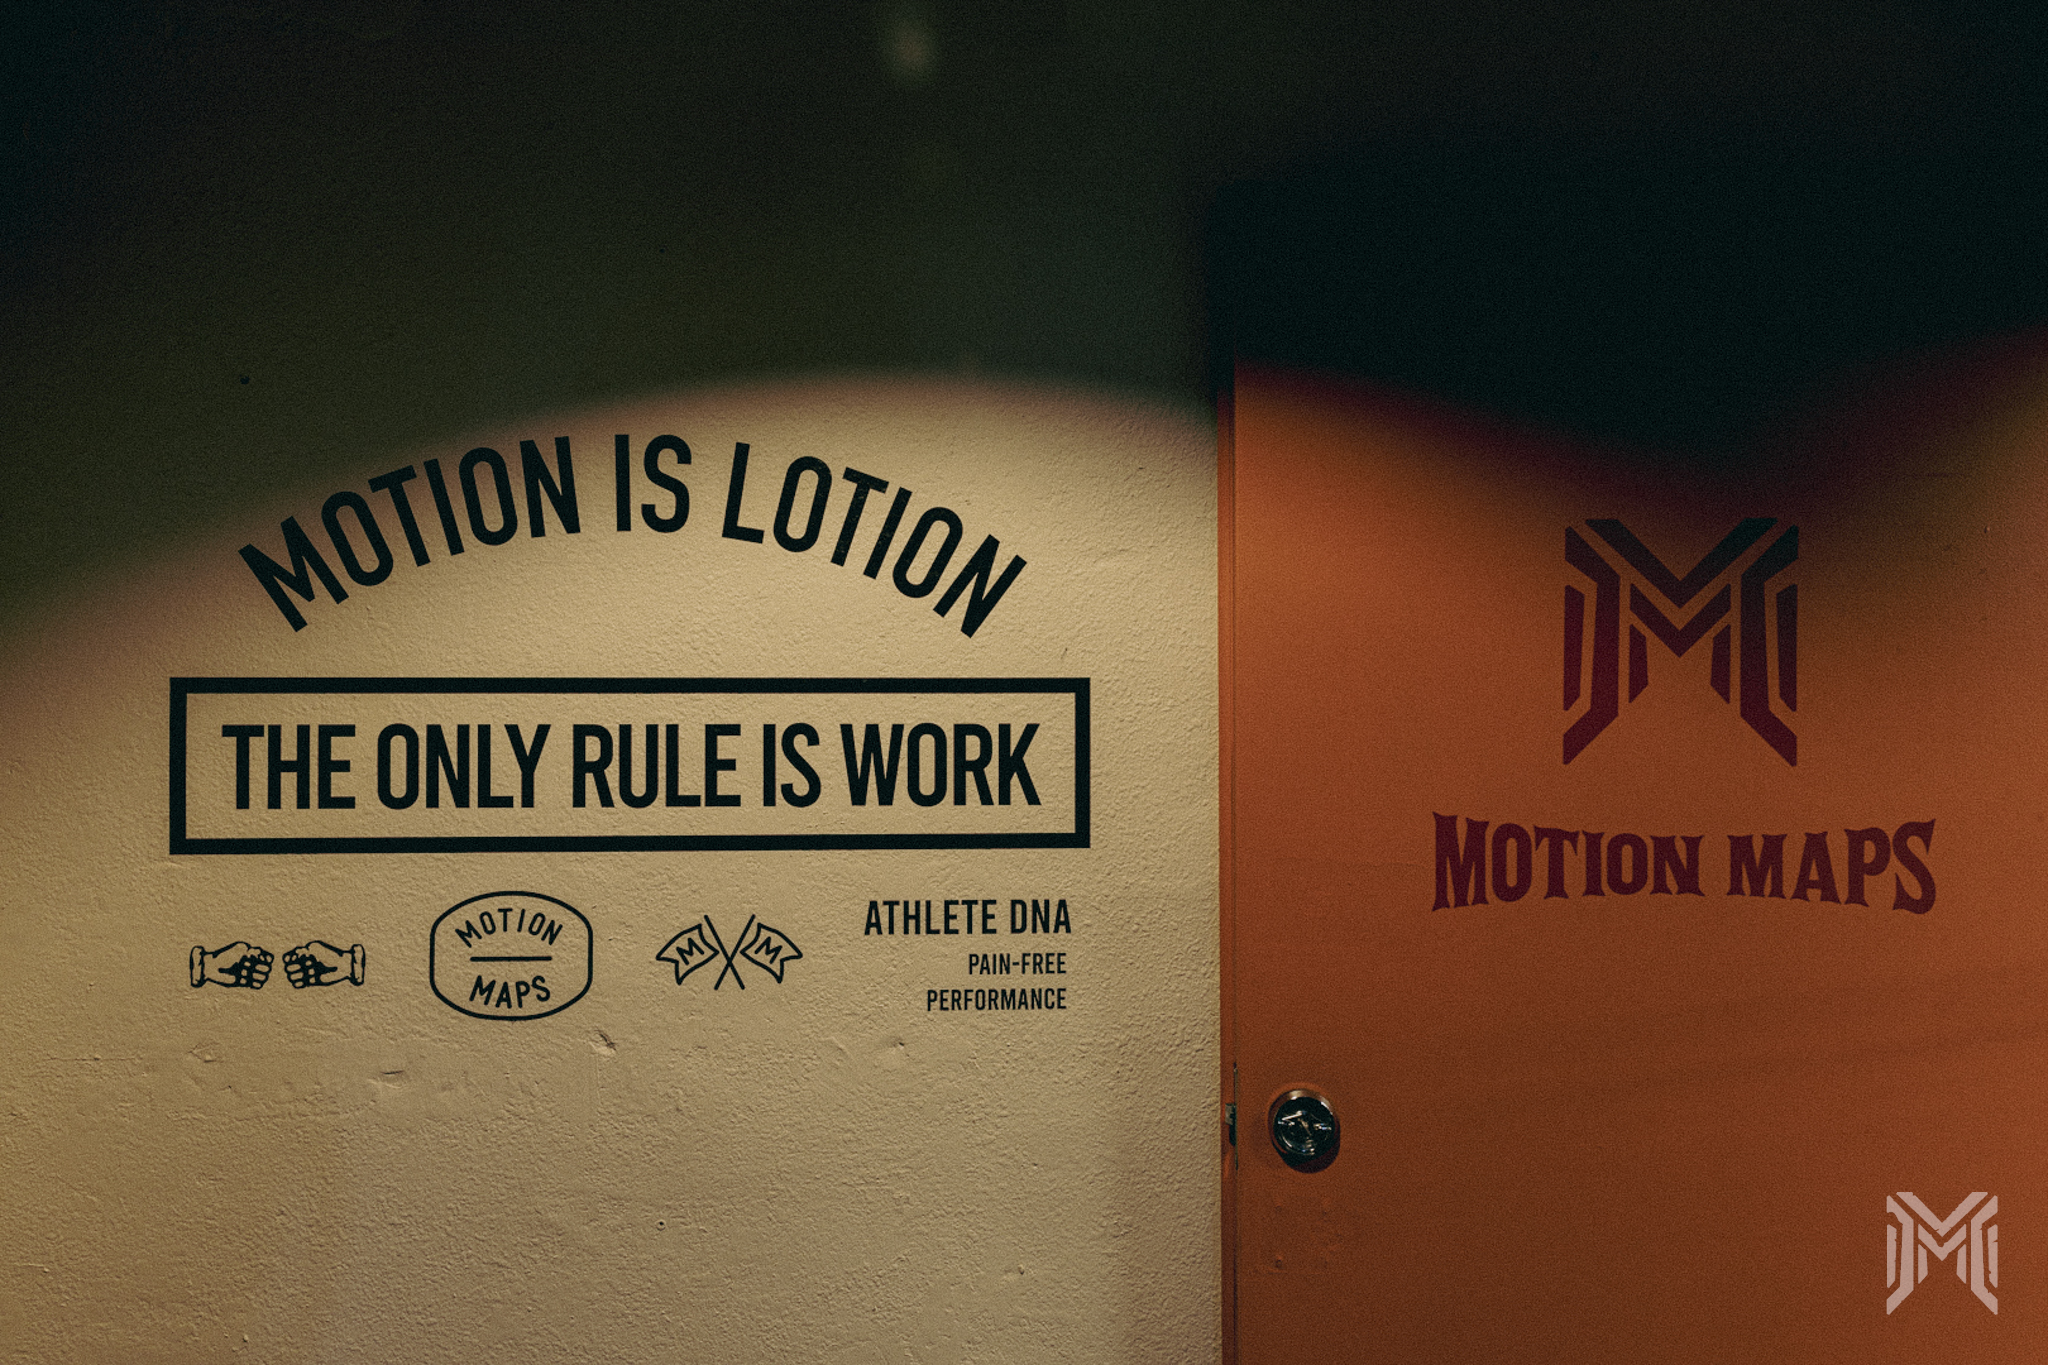 MOTION IS LOTION
THE ONLY RULE IS WORK
MOTION
MAPS
M M
ATHLETE DNA
PAIN-FREE
PERFORMANCE
M
MOTION MAPS
M